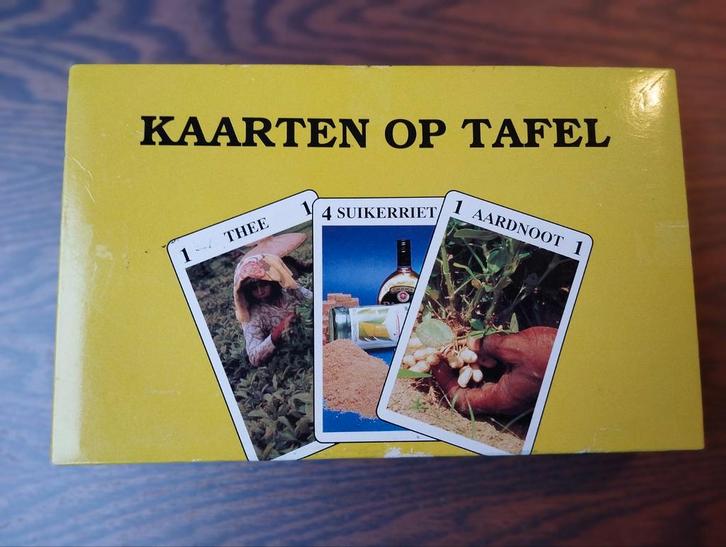 KAARTEN OP TAFEL
1 THEE 1
4 SUIKERRIET
1 AARDNOOT 1